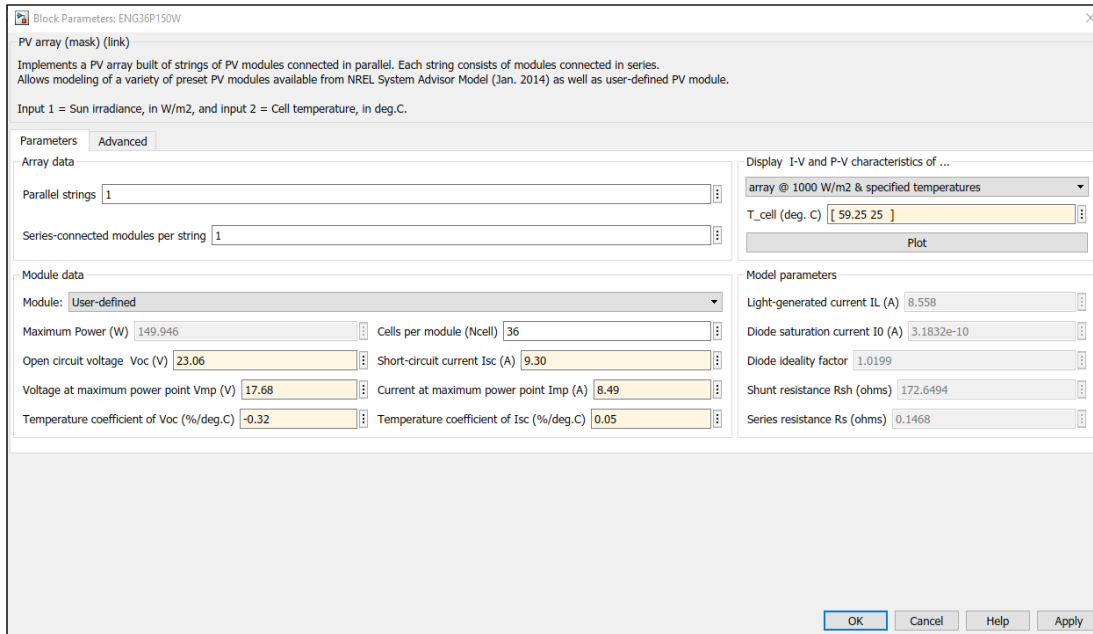 Block Parameters: ENG36P150W
PV array (mask) (link)
Implements a PV array built of strings of PV modules connected in parallel. Each string consists of modules connected in series.
Allows modeling of a variety of preset PV modules available from NREL System Advisor Model (Jan. 2014) as well as user-defined PV module.
Input 1 = Sun irradiance, in W/m2, and input 2 = Cell temperature, in deg.C.
Parameters Advanced
Array data
Parallel strings 1
Series-connected modules per string 1
Display I-V and P-V characteristics of ...
array @ 1000 W/m2 & specified temperatures
T_cell (deg. C) [ 59.25 25 ]
Plot
Module data
Module: User-defined
Maximum Power (W) 149.946 Cells per module (Ncell) 36
Open circuit voltage Voc (V) 23.06 Short-circuit current Isc (A) 9.30
Voltage at maximum power point Vmp (V) 17.68 Current at maximum power point Imp (A) 8.49
Temperature coefficient of Voc (%/deg.C) -0.32 Temperature coefficient of Isc (%/deg.C) 0.05
Model parameters
Light-generated current IL (A) 8.558
Diode saturation current I0 (A) 3.1832e-10
Diode ideality factor 1.0199
Shunt resistance Rsh (ohms) 172.6494
Series resistance Rs (ohms) 0.1468
OK Cancel Help Apply